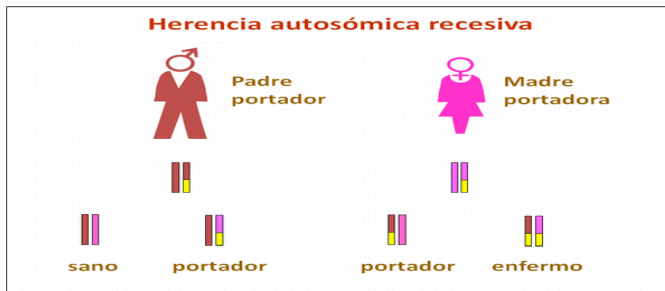 Herencia autosómica recesiva
Padre
portador
Madre
portadora
sano
portador
portador
enfermo